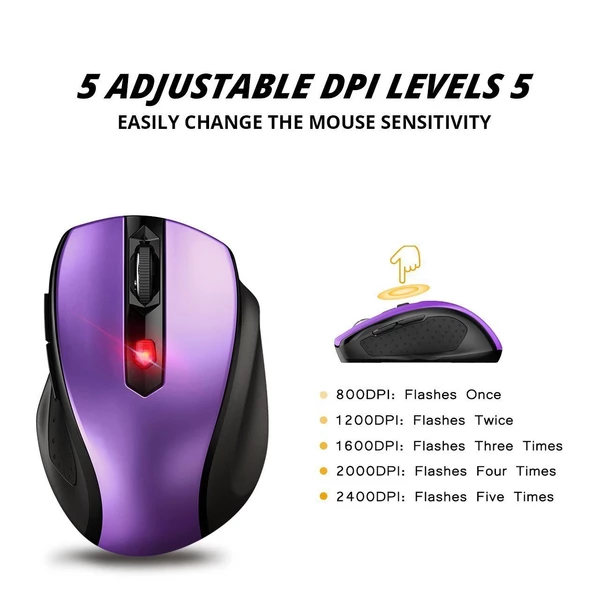 5 ADJUSTABLE DPI LEVELS 5
EASILY CHANGE THE MOUSE SENSITIVITY
800DPI: Flashes Once
1200DPI: Flashes Twice
1600DPI: Flashes Three Times
2000DPI: Flashes Four Times
2400DPI: Flashes Five Times